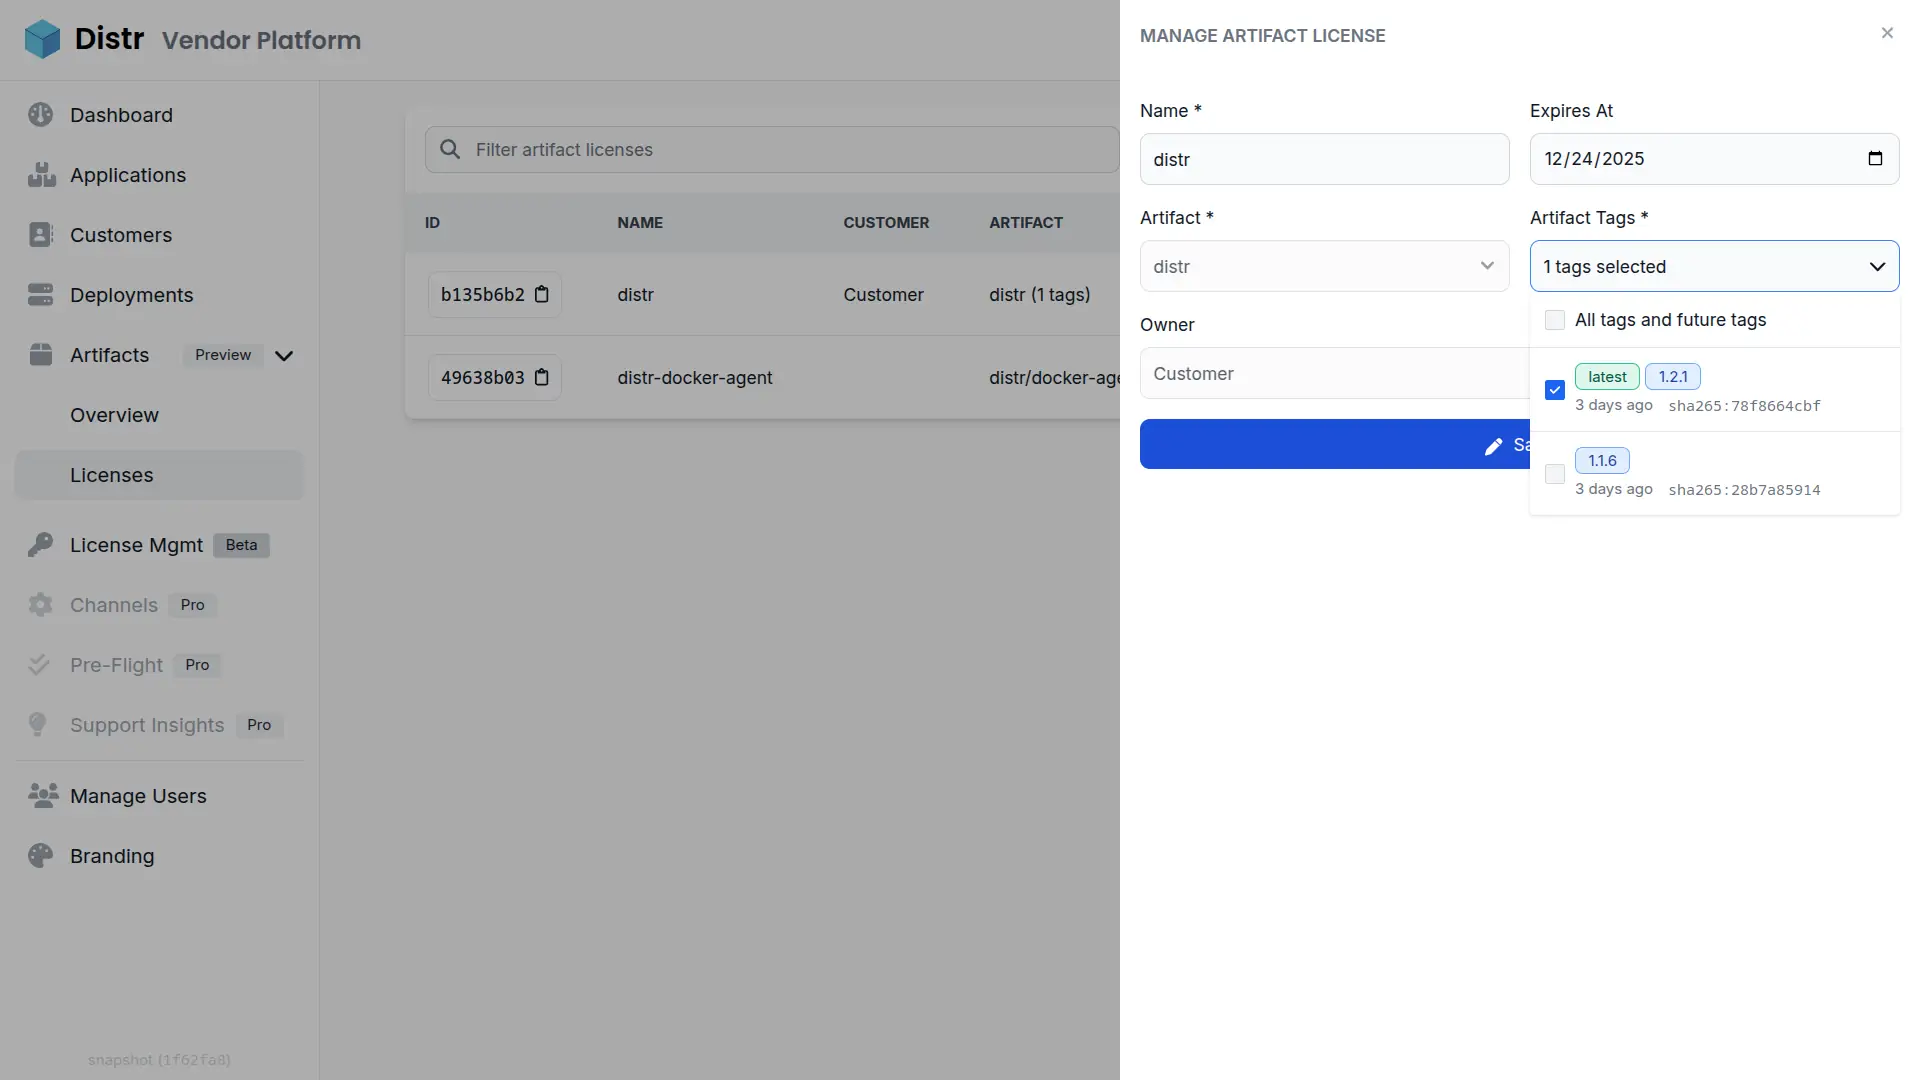 Distr Vendor Platform
Dashboard
Applications
Customers
Deployments
Artifacts Preview
Overview
Licenses
License Mgmt Beta
Channels Pro
Pre-Flight Pro
Support Insights Pro
Manage Users
Branding
snapshot (1f62fa8)
Filter artifact licenses
ID NAME CUSTOMER ARTIFACT
b135b6b2 distr Customer distr (1 tags)
49638b03 distr-docker-agent distr/docker-age
MANAGE ARTIFACT LICENSE
Name * Expires At
distr 12/24/2025
Artifact * Artifact Tags *
distr 1 tags selected
All tags and future tags
latest 1.2.1
3 days ago sha265:78f8664cbf
1.1.6
3 days ago sha265:28b7a85914
Owner
Customer